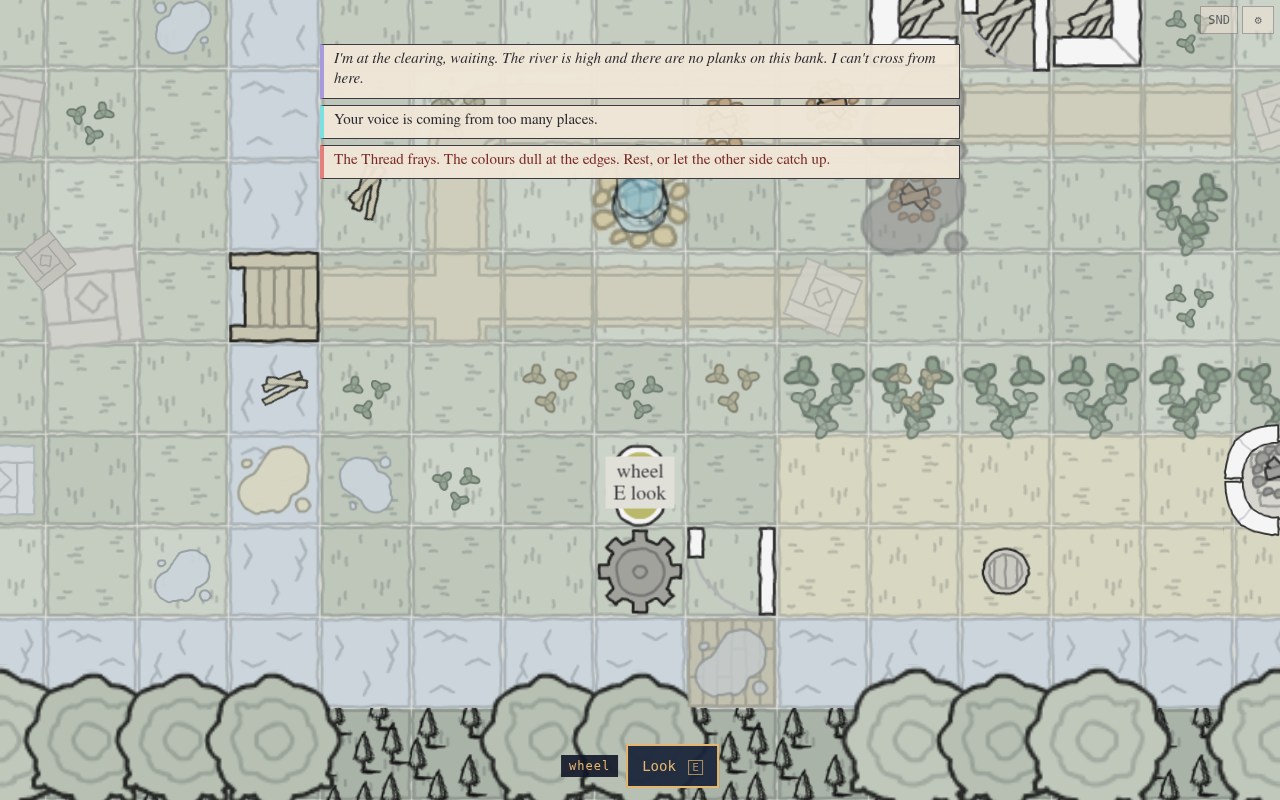 SND ⚙
I'm at the clearing, waiting. The river is high and there are no planks on this bank. I can't cross from
here.
Your voice is coming from too many places.
The Thread frays. The colours dull at the edges. Rest, or let the other side catch up.
wheel
E look
wheel Look E